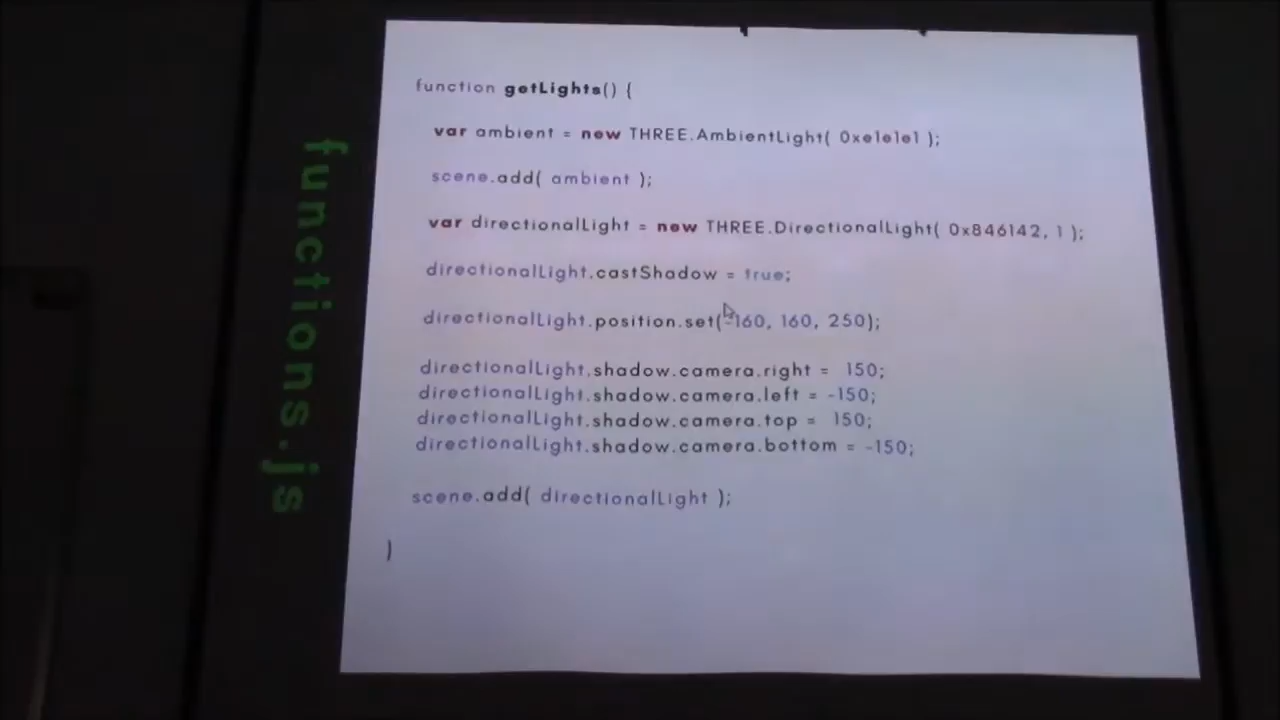 functions.js
function getLights() {
var ambient = new THREE.AmbientLight( 0xe1e1e1 );
scene.add( ambient );
var directionalLight = new THREE.DirectionalLight( 0x846142, 1 );
directionalLight.castShadow = true;
directionalLight.position.set(-160, 160, 250);
directionalLight.shadow.camera.right = 150;
directionalLight.shadow.camera.left = -150;
directionalLight.shadow.camera.top = 150;
directionalLight.shadow.camera.bottom = -150;
scene.add( directionalLight );
}